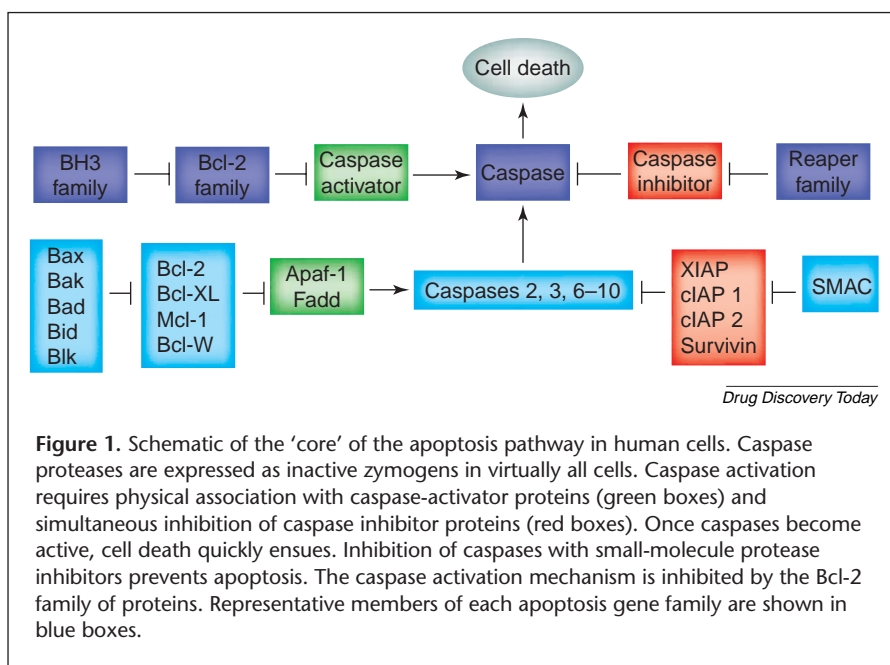 Cell death
BH3
family
Bcl-2
family
Caspase
activator
Caspase
Caspase
inhibitor
Reaper
family
Bax
Bak
Bad
Bid
Blk
Bcl-2
Bcl-XL
Mcl-1
Bcl-W
Apaf-1
Fadd
Caspases 2, 3, 6–10
XIAP
cIAP 1
cIAP 2
Survivin
SMAC
Drug Discovery Today
Figure 1. Schematic of the ‘core’ of the apoptosis pathway in human cells. Caspase
proteases are expressed as inactive zymogens in virtually all cells. Caspase activation
requires physical association with caspase-activator proteins (green boxes) and
simultaneous inhibition of caspase inhibitor proteins (red boxes). Once caspases become
active, cell death quickly ensues. Inhibition of caspases with small-molecule protease
inhibitors prevents apoptosis. The caspase activation mechanism is inhibited by the Bcl-2
family of proteins. Representative members of each apoptosis gene family are shown in
blue boxes.